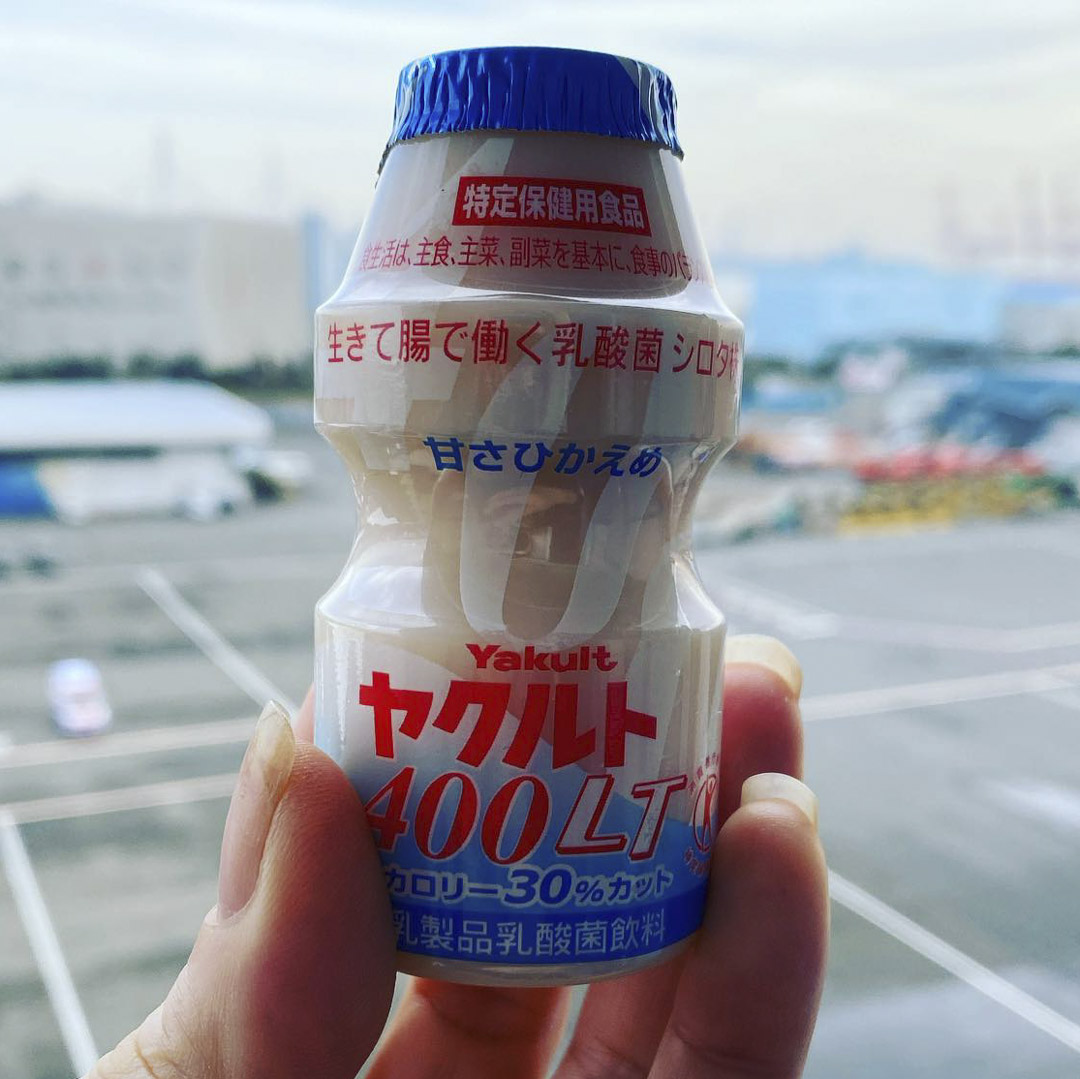 特定保健用食品
食生活は、主食、主菜、副菜を基本に、食事の
生きて腸で働く乳酸菌 シロタ株
甘さひかえめ
Yakult
ヤクルト
400LT
カロリー30%カット
乳製品乳酸菌飲料